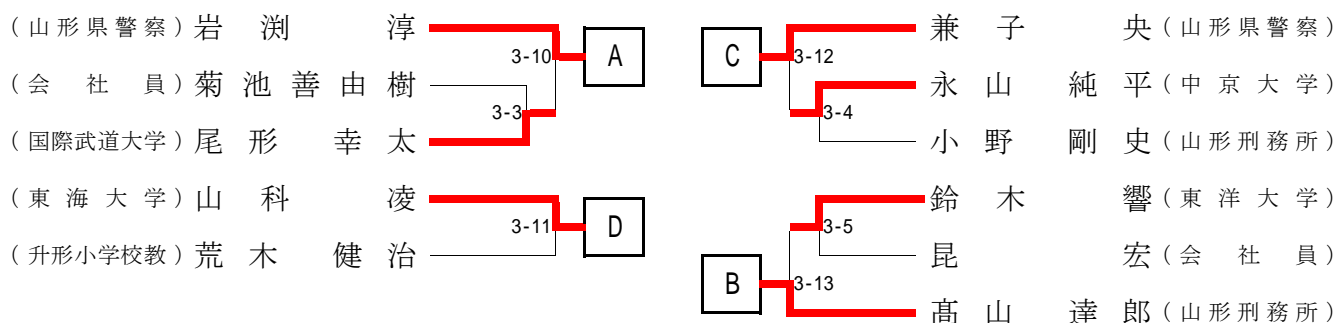 (山形県警察) 岩渕淳
3-10
A
(会社員) 菊池善由樹
3-3
(国際武道大学) 尾形幸太
(東海大学) 山科凌
3-11
D
(升形小学校教) 荒木健治
兼子央 (山形県警察)
C
3-12
永山純平 (中京大学)
3-4
小野剛史 (山形刑務所)
鈴木響 (東洋大学)
3-5
昆宏 (会社員)
B
3-13
髙山達郎 (山形刑務所)